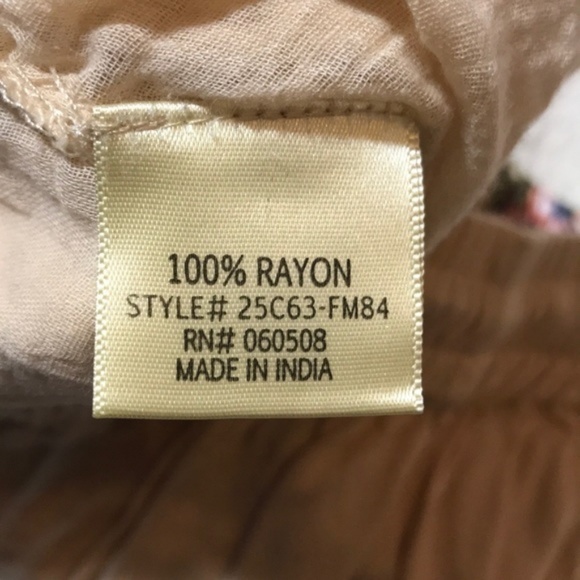 100% RAYON
STYLE# 25C63-FM84
RN# 060508
MADE IN INDIA